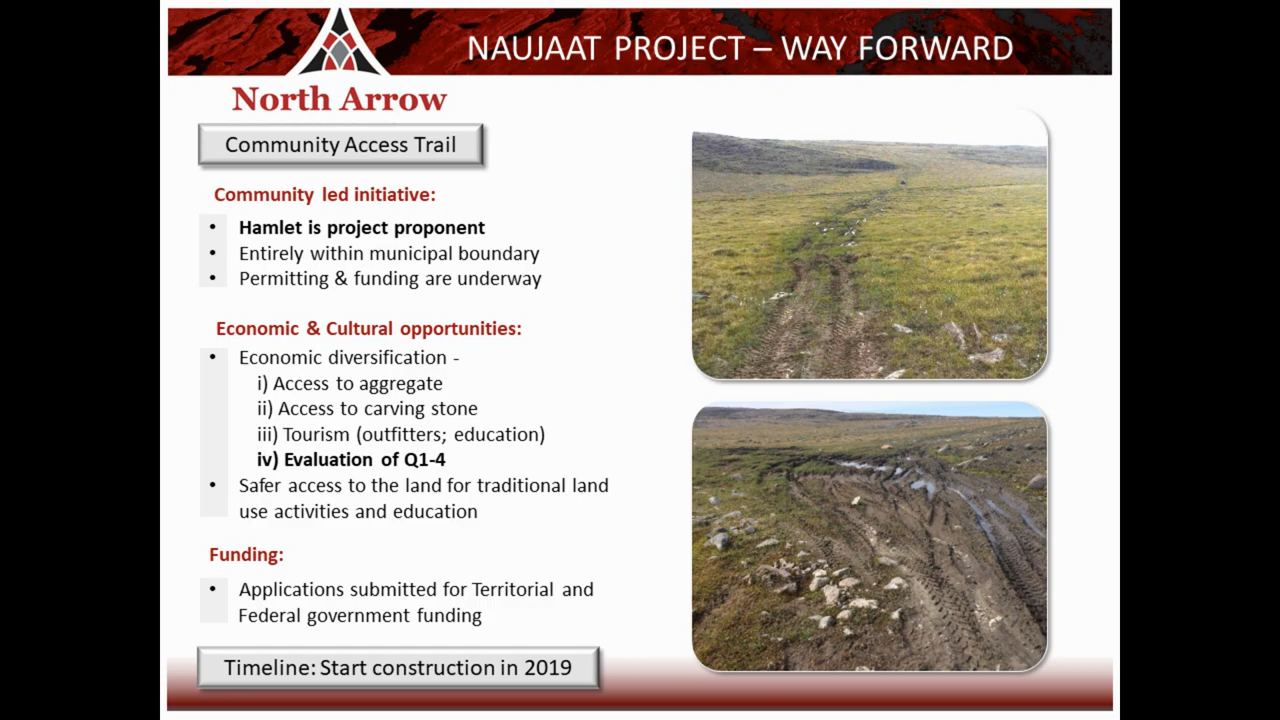 NAUJAAT PROJECT – WAY FORWARD
North Arrow
Community Access Trail
Community led initiative:
• Hamlet is project proponent
• Entirely within municipal boundary
• Permitting & funding are underway
Economic & Cultural opportunities:
• Economic diversification -
i) Access to aggregate
ii) Access to carving stone
iii) Tourism (outfitters; education)
iv) Evaluation of Q1-4
• Safer access to the land for traditional land
use activities and education
Funding:
• Applications submitted for Territorial and
Federal government funding
Timeline: Start construction in 2019